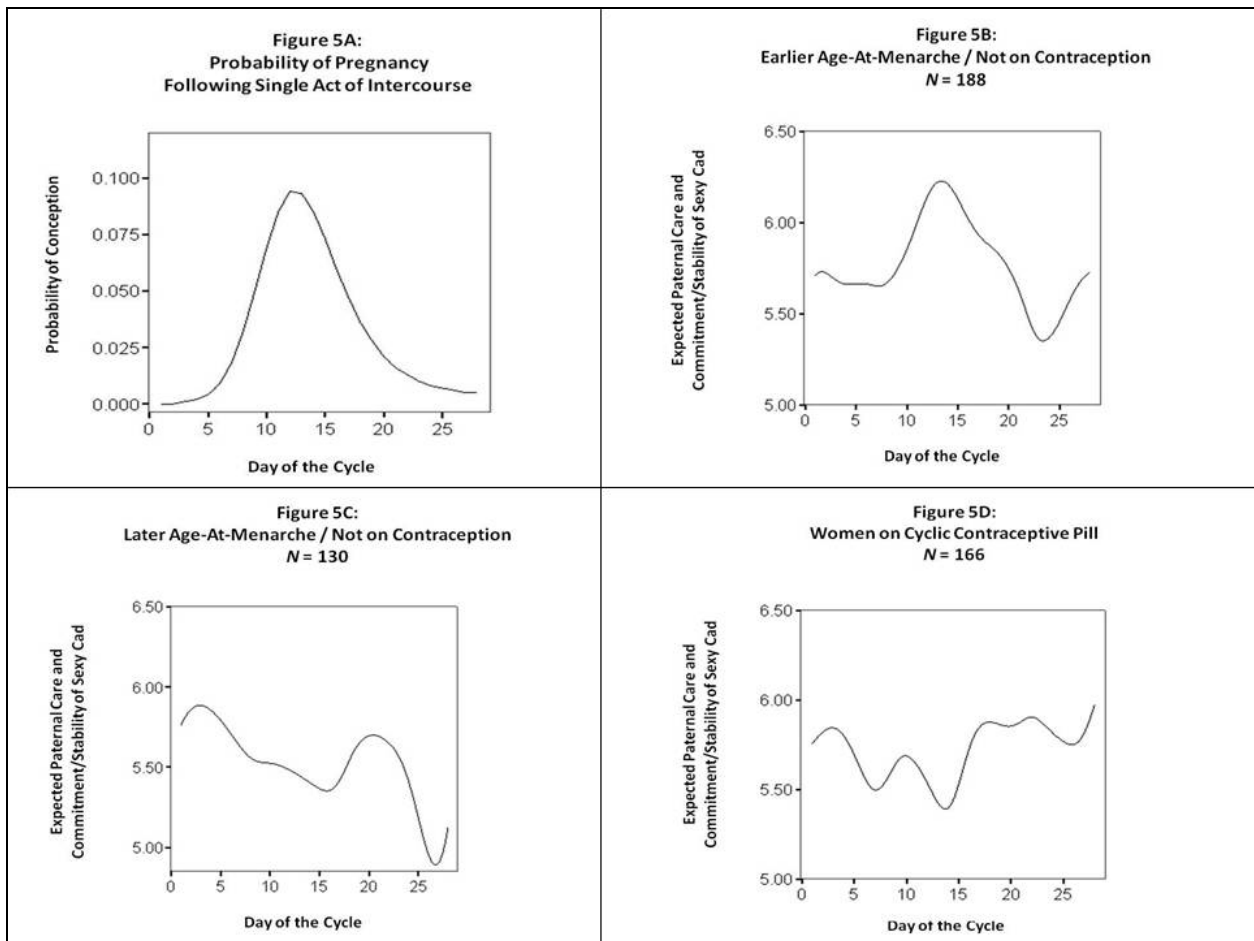 Figure 5A:
Probability of Pregnancy
Following Single Act of Intercourse
Probability of Conception
0.100
0.075
0.050
0.025
0.000
0 5 10 15 20 25
Day of the Cycle
Figure 5B:
Earlier Age-At-Menarche / Not on Contraception
N = 188
Expected Paternal Care and
Commitment/Stability of Sexy Cad
6.50
6.00
5.50
5.00
0 5 10 15 20 25
Day of the Cycle
Figure 5C:
Later Age-At-Menarche / Not on Contraception
N = 130
Expected Paternal Care and
Commitment/Stability of Sexy Cad
6.50
6.00
5.50
5.00
0 5 10 15 20 25
Day of the Cycle
Figure 5D:
Women on Cyclic Contraceptive Pill
N = 166
Expected Paternal Care and
Commitment/Stability of Sexy Cad
6.50
6.00
5.50
5.00
0 5 10 15 20 25
Day of the Cycle